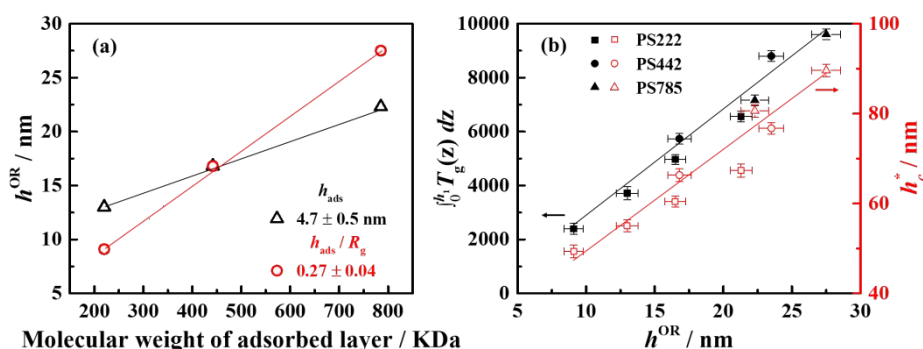 (a)
30
25
20
15
10
5
h^OR / nm
h_ads
4.7 ± 0.5 nm
h_ads / R_g
0.27 ± 0.04
200 300 400 500 600 700 800
Molecular weight of adsorbed layer / KDa
(b)
PS222
PS442
PS785
10000
8000
6000
4000
2000
0
∫_0^{h_1} T_g(z) dz
100
80
60
40
h_c^* / nm
5 10 15 20 25 30
h^OR / nm